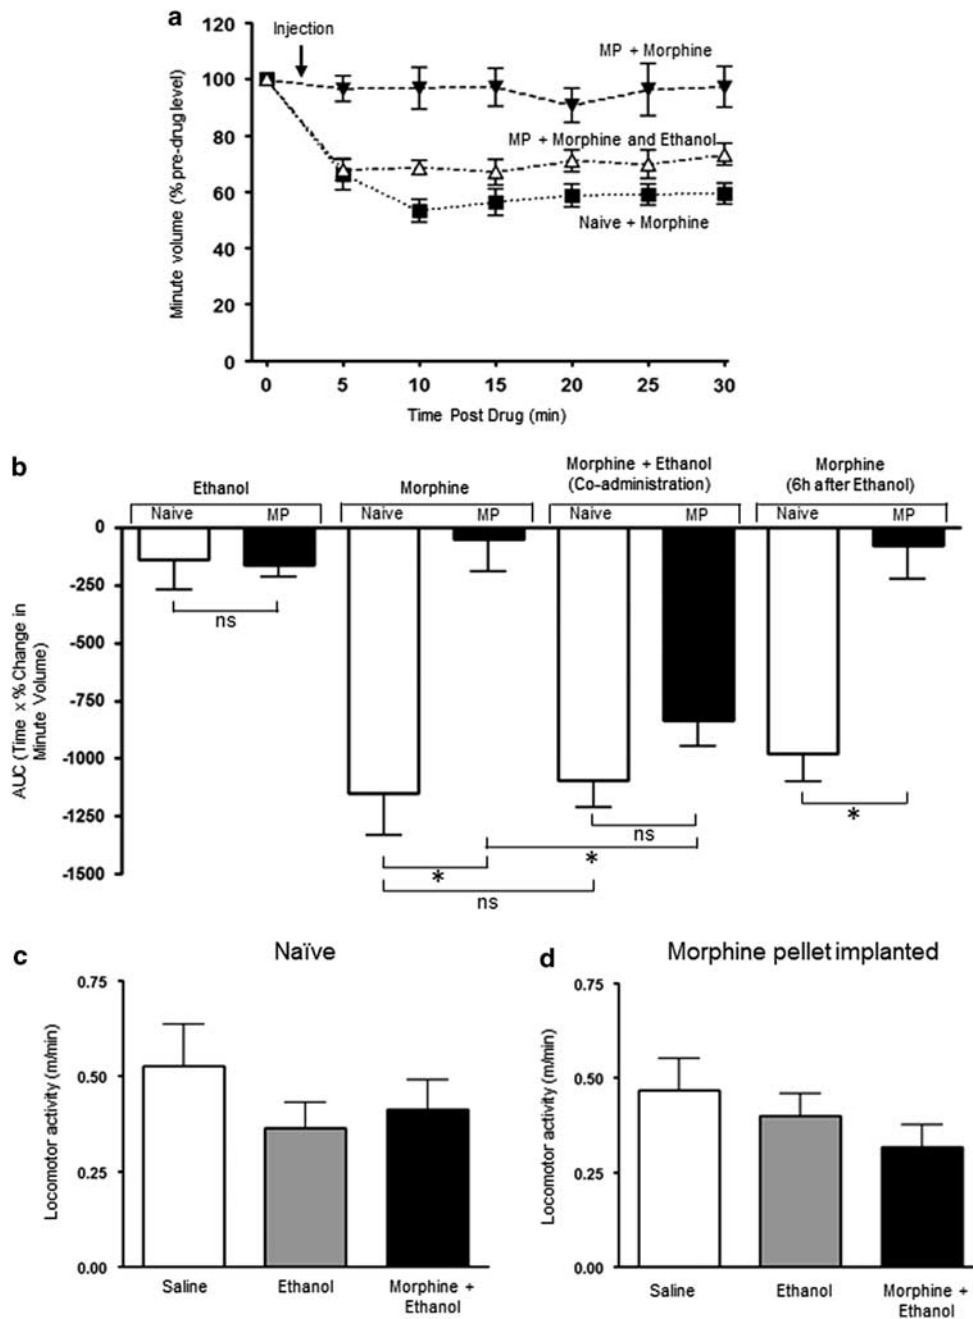 a
Injection
120
100
80
60
40
20
0
Minute volume (% pre-drug level)
MP + Morphine
MP + Morphine and Ethanol
Naive + Morphine
0 5 10 15 20 25 30
Time Post Drug (min)
b
Ethanol
Morphine
Morphine + Ethanol
(Co-administration)
Morphine
(6h after Ethanol)
Naive MP Naive MP Naive MP Naive MP
0
-250
-500
-750
-1000
-1250
-1500
AUC (Time x % Change in
Minute Volume)
ns
*
ns
*
ns
*
c
Naïve
0.75
0.50
0.25
0.00
Locomotor activity (m/min)
Saline
Ethanol
Morphine +
Ethanol
d
Morphine pellet implanted
0.75
0.50
0.25
0.00
Locomotor activity (m/min)
Saline
Ethanol
Morphine +
Ethanol